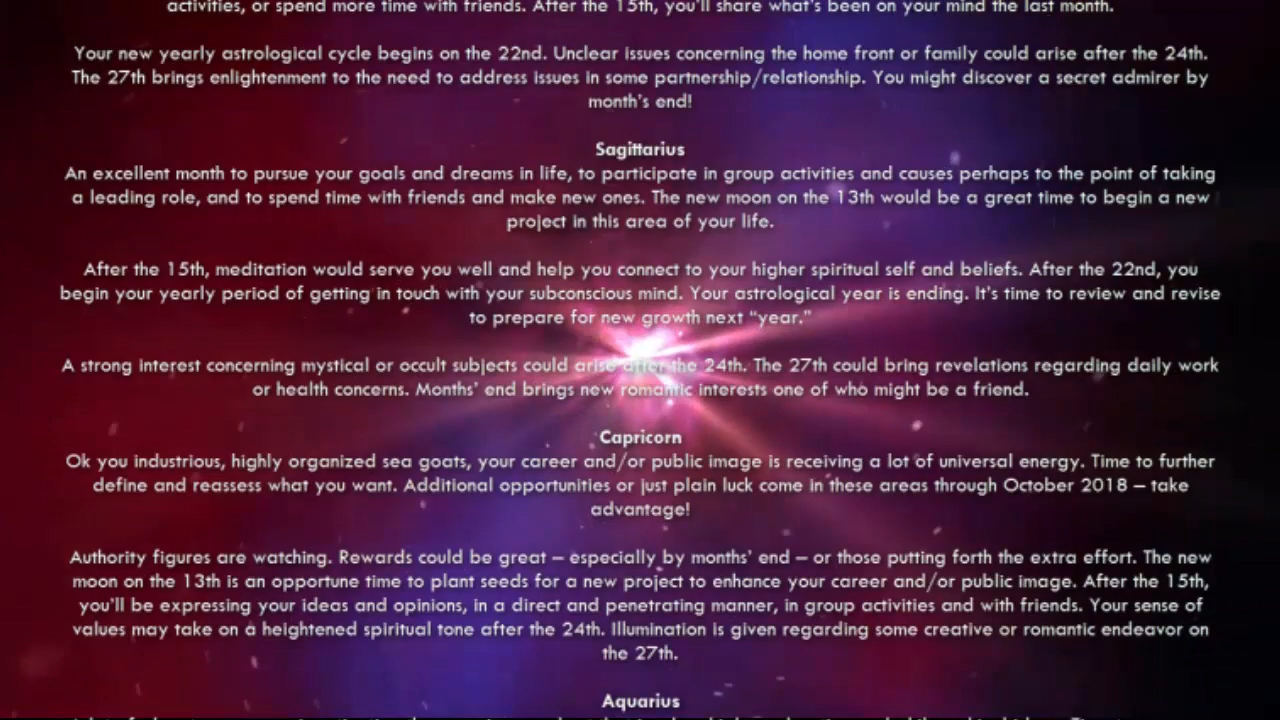 activities, or spend more time with friends. After the 15th, you'll share what's been on your mind the last month.
Your new yearly astrological cycle begins on the 22nd. Unclear issues concerning the home front or family could arise after the 24th.
The 27th brings enlightenment to the need to address issues in some partnership/relationship. You might discover a secret admirer by
month's end!
Sagittarius
An excellent month to pursue your goals and dreams in life, to participate in group activities and causes perhaps to the point of taking
a leading role, and to spend time with friends and make new ones. The new moon on the 13th would be a great time to begin a new
project in this area of your life.
After the 15th, meditation would serve you well and help you connect to your higher spiritual self and beliefs. After the 22nd, you
begin your yearly period of getting in touch with your subconscious mind. Your astrological year is ending. It's time to review and revise
to prepare for new growth next "year."
A strong interest concerning mystical or occult subjects could arise after the 24th. The 27th could bring revelations regarding daily work
or health concerns. Months' end brings new romantic interests one of who might be a friend.
Capricorn
Ok you industrious, highly organized sea goats, your career and/or public image is receiving a lot of universal energy. Time to further
define and reassess what you want. Additional opportunities or just plain luck come in these areas through October 2018 – take
advantage!
Authority figures are watching. Rewards could be great – especially by months' end – or those putting forth the extra effort. The new
moon on the 13th is an opportune time to plant seeds for a new project to enhance your career and/or public image. After the 15th,
you'll be expressing your ideas and opinions, in a direct and penetrating manner, in group activities and with friends. Your sense of
values may take on a heightened spiritual tone after the 24th. Illumination is given regarding some creative or romantic endeavor on
the 27th.
Aquarius